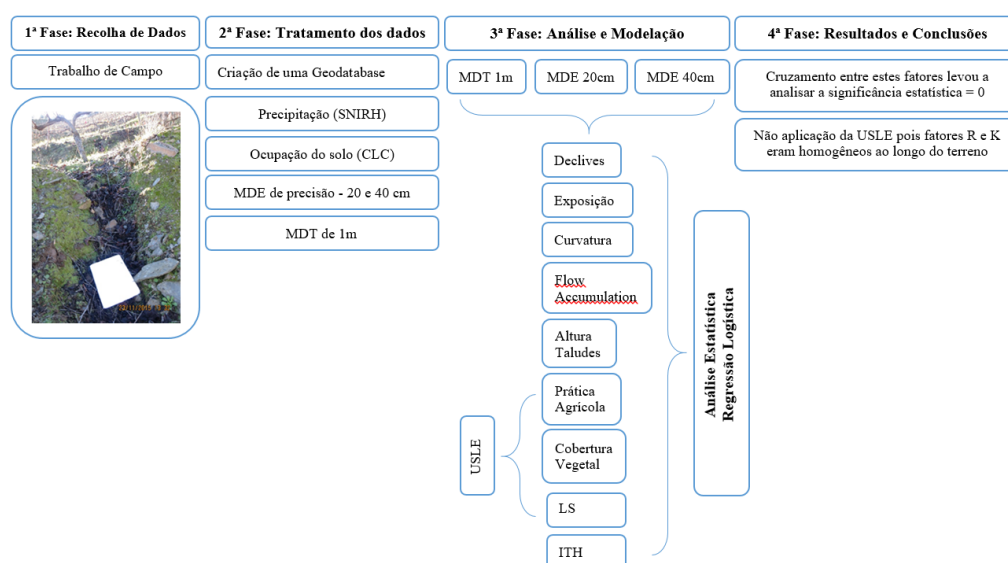 1ª Fase: Recolha de Dados
Trabalho de Campo
2ª Fase: Tratamento dos dados
Criação de uma Geodatabase
Precipitação (SNIRH)
Ocupação do solo (CLC)
MDE de precisão - 20 e 40 cm
MDT de 1m
3ª Fase: Análise e Modelação
MDT 1m
MDE 20cm
MDE 40cm
Declives
Exposição
Curvatura
Flow
Accumulation
Altura
Taludes
Prática
Agrícola
Cobertura
Vegetal
LS
ITH
USLE
Análise Estatística
Regressão Logística
4ª Fase: Resultados e Conclusões
Cruzamento entre estes fatores levou a
analisar a significância estatística = 0
Não aplicação da USLE pois fatores R e K
eram homogêneos ao longo do terreno